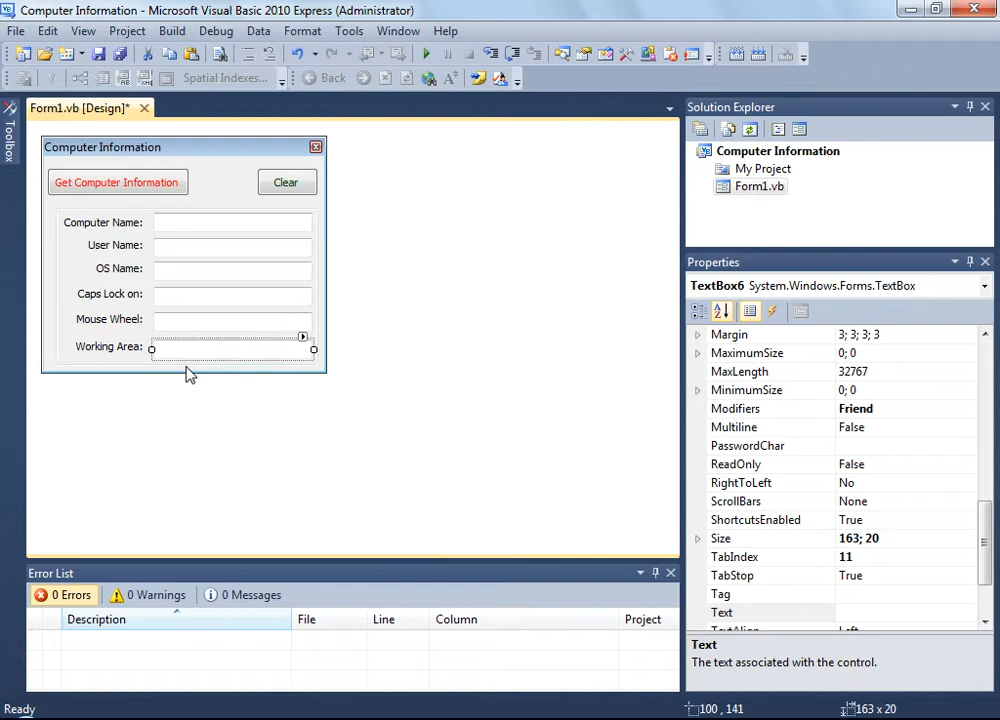 Computer Information - Microsoft Visual Basic 2010 Express (Administrator)
File Edit View Project Build Debug Data Format Tools Window Help
Spatial Indexes... Back
Toolbox
Form1.vb [Design]*
Computer Information
Get Computer Information Clear
Computer Name:
User Name:
OS Name:
Caps Lock on:
Mouse Wheel:
Working Area:
Solution Explorer
Computer Information
My Project
Form1.vb
Properties
TextBox6 System.Windows.Forms.TextBox
Margin 3; 3; 3; 3
MaximumSize 0; 0
MaxLength 32767
MinimumSize 0; 0
Modifiers Friend
Multiline False
PasswordChar
ReadOnly False
RightToLeft No
ScrollBars None
ShortcutsEnabled True
Size 163; 20
TabIndex 11
TabStop True
Tag
Text
TextAlign Left
Text
The text associated with the control.
Error List
0 Errors 0 Warnings 0 Messages
Description File Line Column Project
Ready 100 , 141 163 x 20